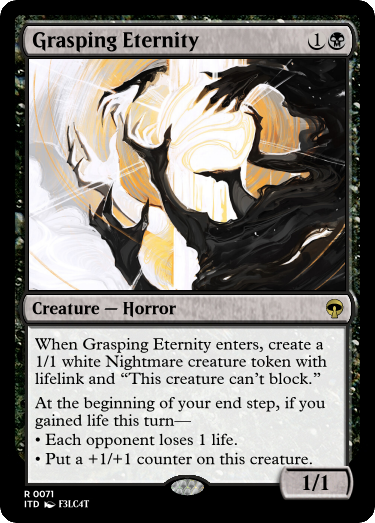 Grasping Eternity 1
Creature — Horror
When Grasping Eternity enters, create a
1/1 white Nightmare creature token with
lifelink and “This creature can’t block.”
At the beginning of your end step, if you
gained life this turn—
• Each opponent loses 1 life.
• Put a +1/+1 counter on this creature.
1/1
R 0071
ITD F3LC4T